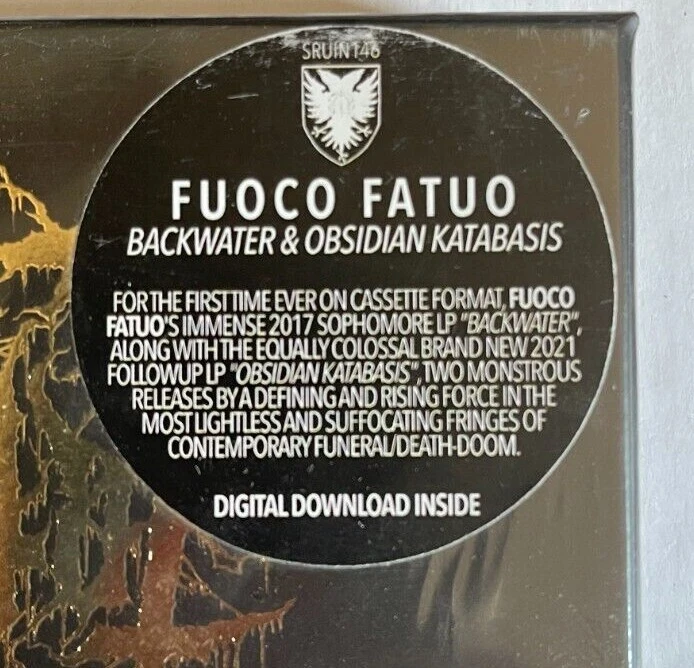 SRUIN146
FUOCO FATUO
BACKWATER & OBSIDIAN KATABASIS
FOR THE FIRST TIME EVER ON CASSETTE FORMAT, FUOCO
FATUO'S IMMENSE 2017 SOPHOMORE LP "BACKWATER",
ALONG WITH THE EQUALLY COLOSSAL BRAND NEW 2021
FOLLOWUP LP "OBSIDIAN KATABASIS", TWO MONSTROUS
RELEASES BY A DEFINING AND RISING FORCE IN THE
MOST LIGHTLESS AND SUFFOCATING FRINGES OF
CONTEMPORARY FUNERAL/DEATH-DOOM.
DIGITAL DOWNLOAD INSIDE